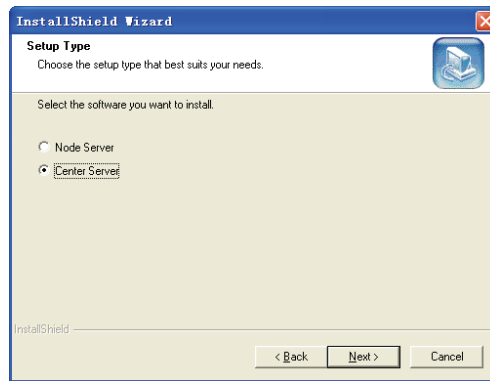 InstallShield Wizard
Setup Type
Choose the setup type that best suits your needs.
Select the software you want to install.
Node Server
Center Server
InstallShield
< Back Next > Cancel